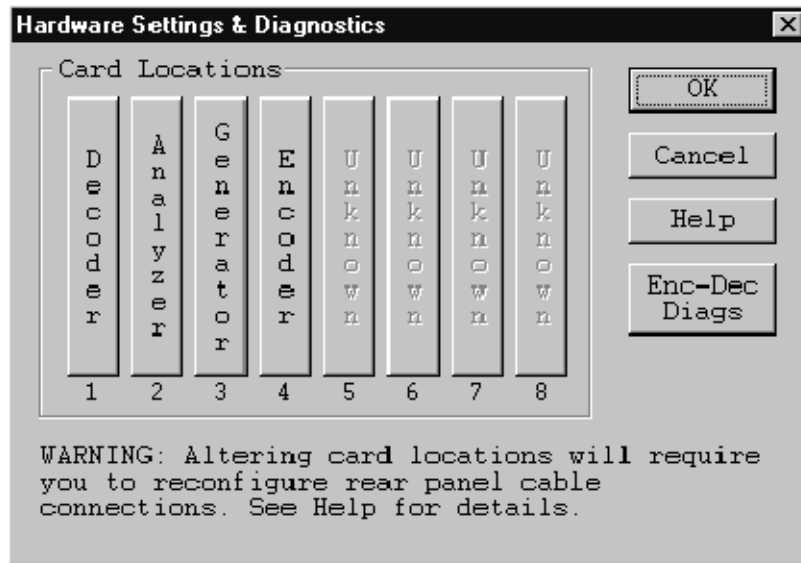 Hardware Settings & Diagnostics
Card Locations
Decoder
Analyzer
Generator
Encoder
Unknown
Unknown
Unknown
Unknown
1 2 3 4 5 6 7 8
OK
Cancel
Help
Enc-Dec
Diags
WARNING: Altering card locations will require
you to reconfigure rear panel cable
connections. See Help for details.